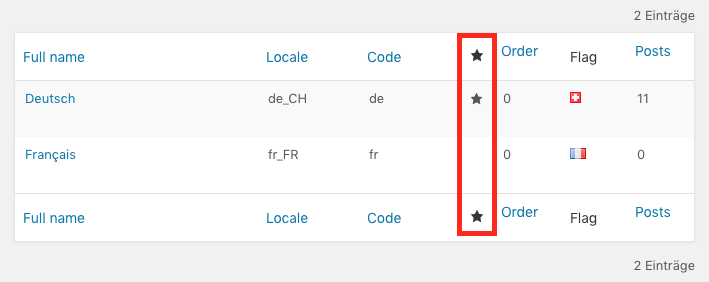 2 Einträge
Full name Locale Code ★ Order Flag Posts
Deutsch de_CH de ★ 0 11
Français fr_FR fr 0 0
Full name Locale Code ★ Order Flag Posts
2 Einträge